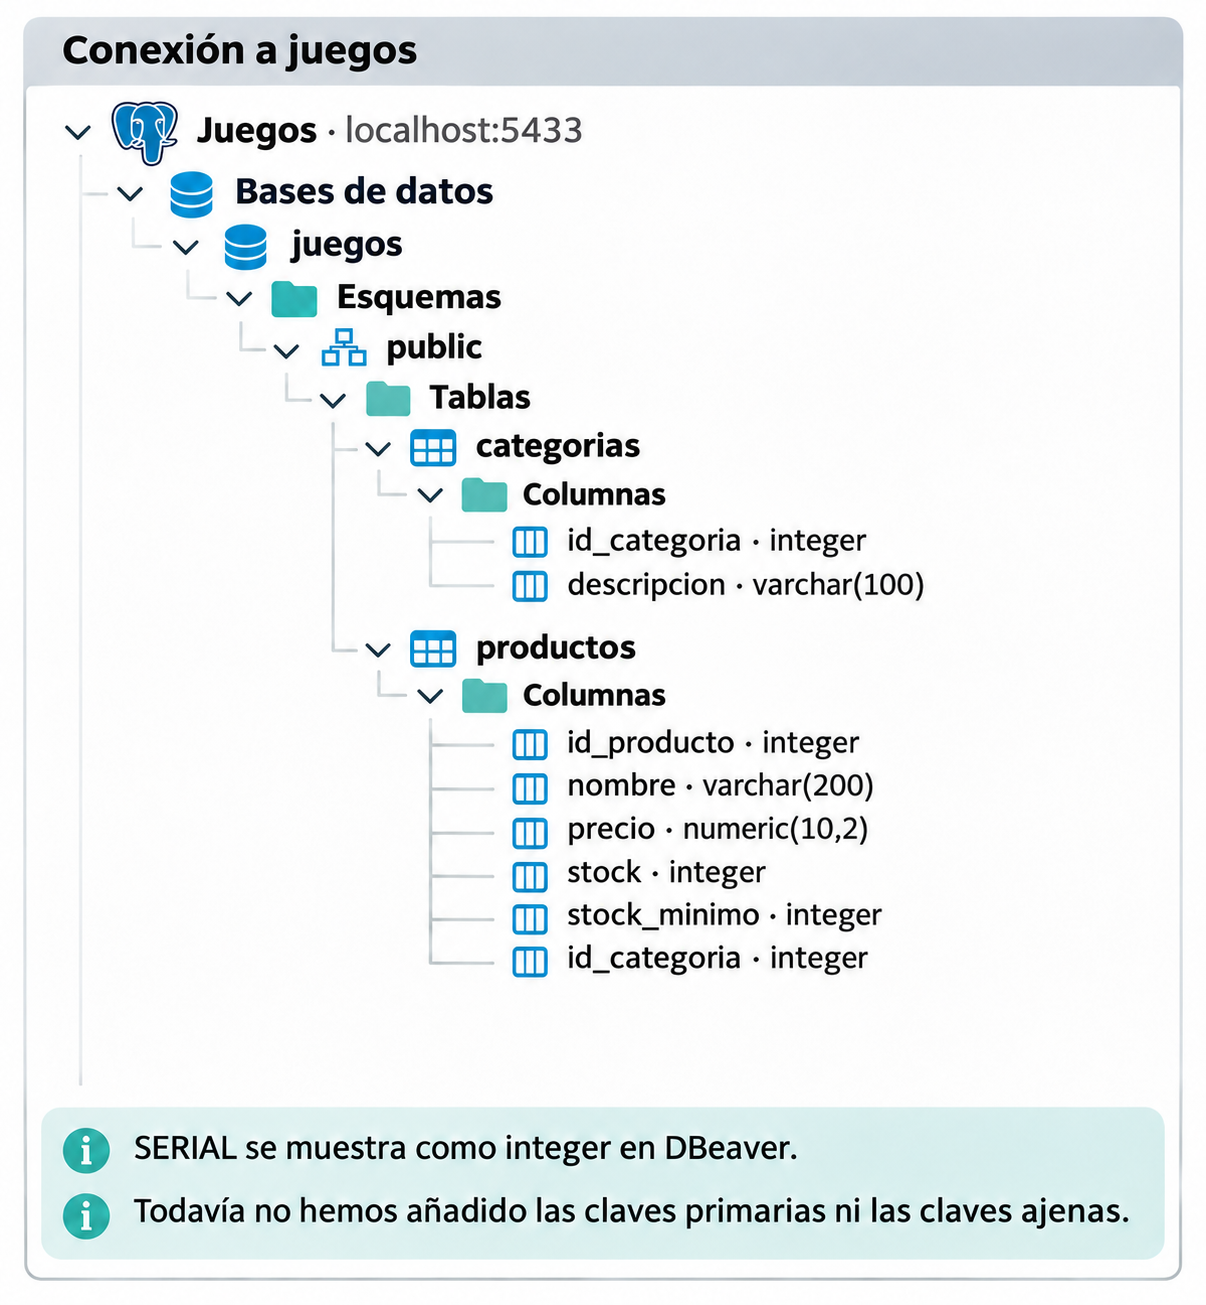 Conexión a juegos
Juegos · localhost:5433
Bases de datos
juegos
Esquemas
public
Tablas
categorias
Columnas
id_categoria · integer
descripcion · varchar(100)
productos
Columnas
id_producto · integer
nombre · varchar(200)
precio · numeric(10,2)
stock · integer
stock_minimo · integer
id_categoria · integer
SERIAL se muestra como integer en DBeaver.
Todavía no hemos añadido las claves primarias ni las claves ajenas.